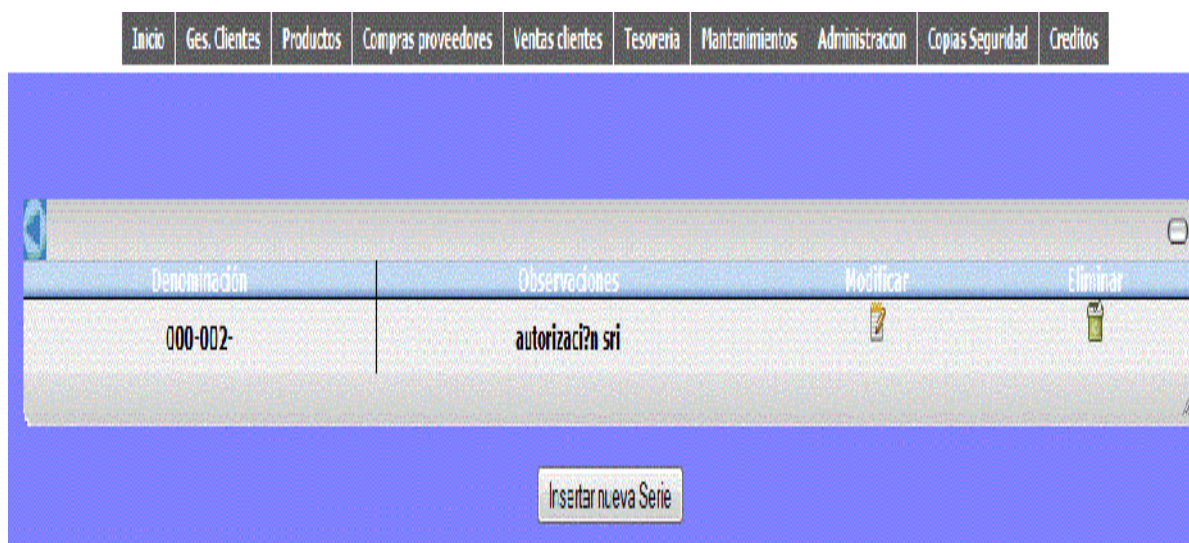 Inicio Ges. Clientes Productos Compras proveedores Ventas clientes Tesoreria Mantenimientos Administracion Copias Seguridad Creditos
Denominación Observaciones Modificar Eliminar
000-002- autorizaci?n sri
Insertar nueva Serie